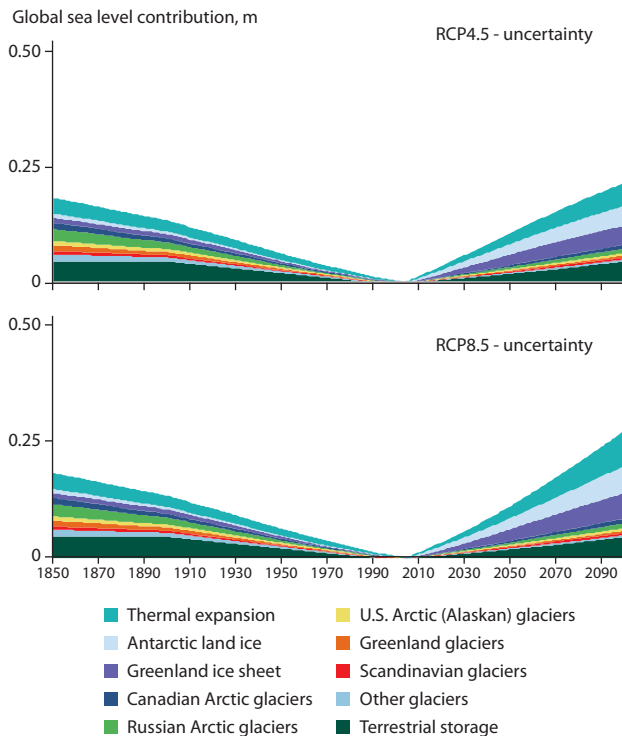 Global sea level contribution, m
RCP4.5 - uncertainty
0.50
0.25
0
RCP8.5 - uncertainty
0.50
0.25
0
1850 1870 1890 1910 1930 1950 1970 1990 2010 2030 2050 2070 2090
Thermal expansion
Antarctic land ice
Greenland ice sheet
Canadian Arctic glaciers
Russian Arctic glaciers
U.S. Arctic (Alaskan) glaciers
Greenland glaciers
Scandinavian glaciers
Other glaciers
Terrestrial storage